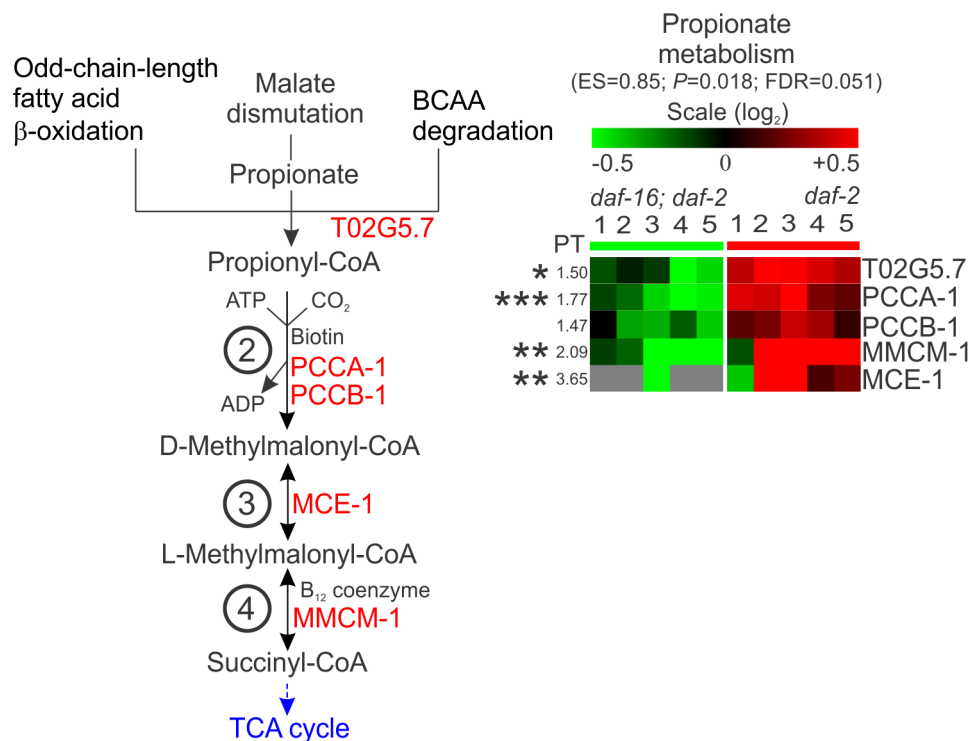 Odd-chain-length
fatty acid
β-oxidation
Malate
dismutation
BCAA
degradation
Propionate
T02G5.7
Propionyl-CoA
ATP
CO₂
Biotin
2
PCCA-1
PCCB-1
ADP
D-Methylmalonyl-CoA
3
MCE-1
L-Methylmalonyl-CoA
B₁₂ coenzyme
4
MMCM-1
Succinyl-CoA
TCA cycle
Propionate
metabolism
(ES=0.85; P=0.018; FDR=0.051)
Scale (log₂)
-0.5 0 +0.5
daf-16; daf-2 daf-2
1 2 3 4 5 1 2 3 4 5
PT
* 1.50 T02G5.7
*** 1.77 PCCA-1
1.47 PCCB-1
** 2.09 MMCM-1
** 3.65 MCE-1